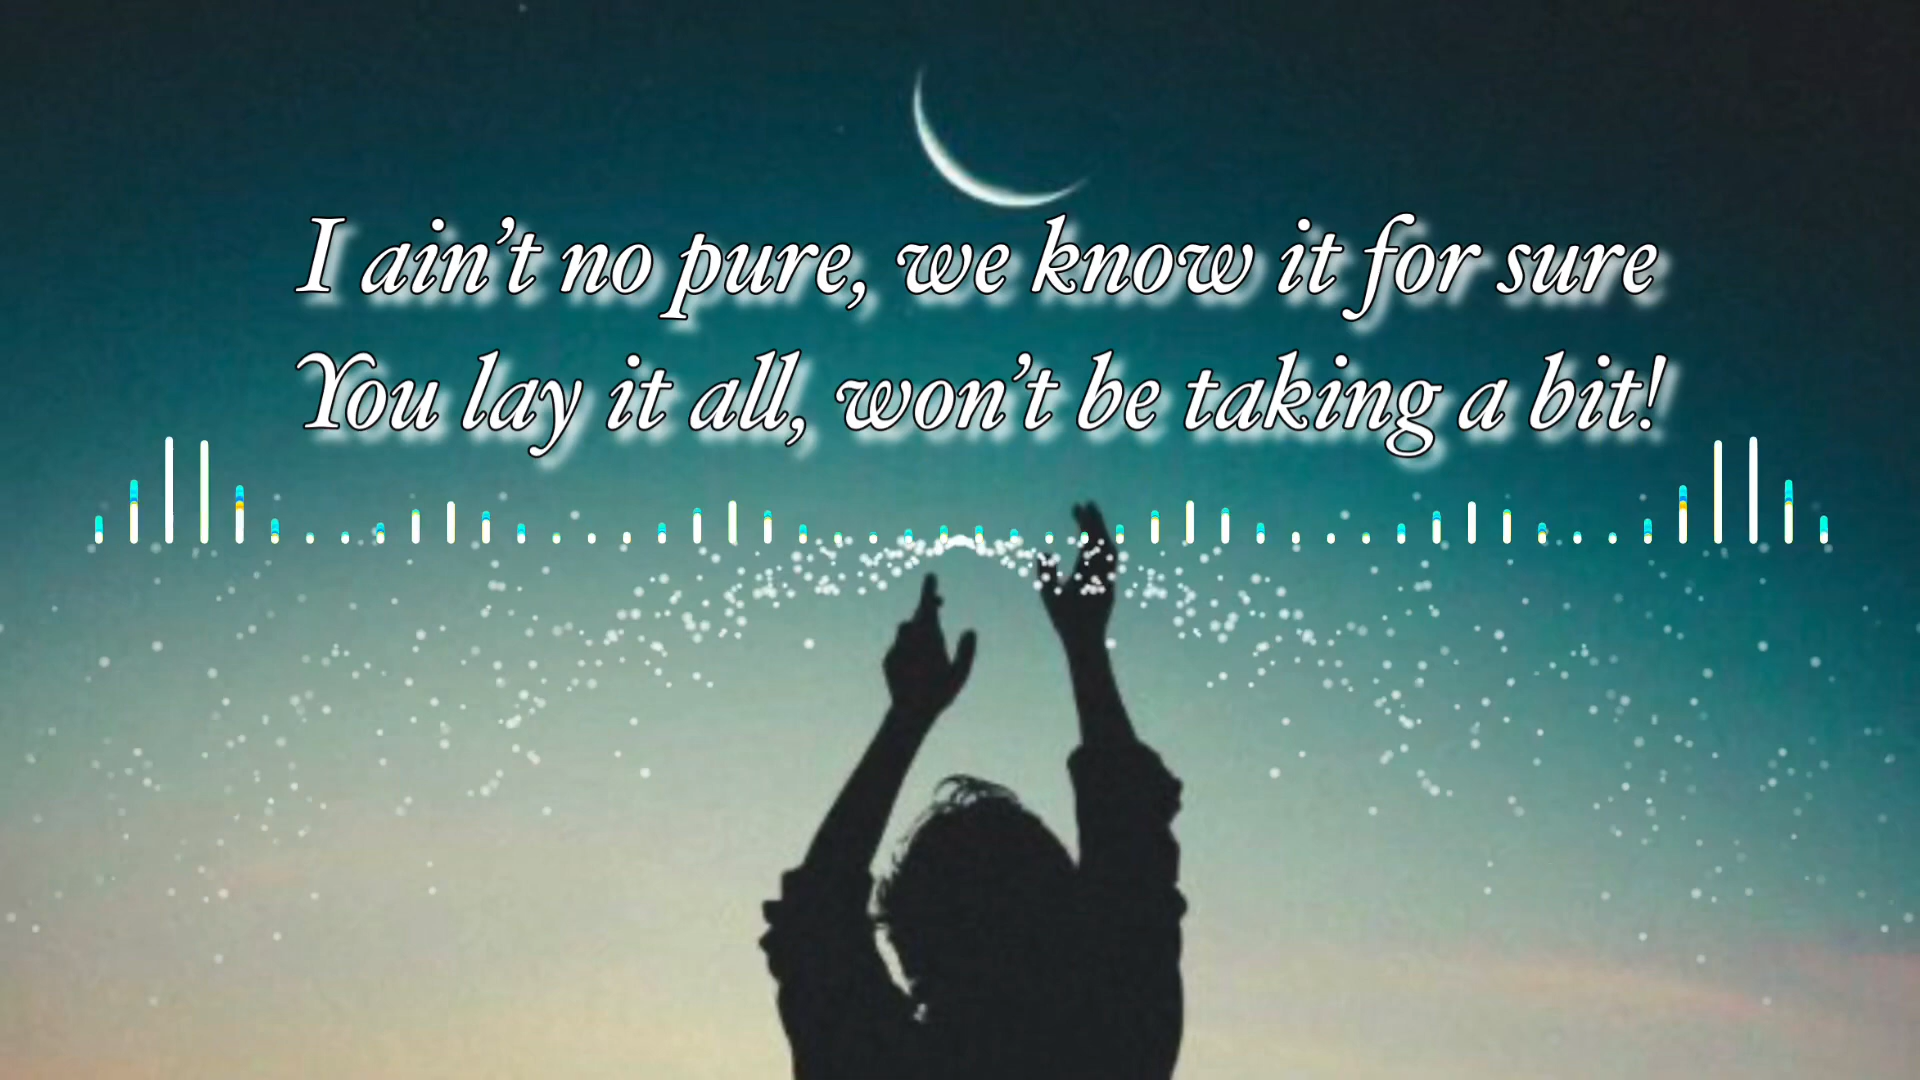 I ain’t no pure, we know it for sure
You lay it all, won’t be taking a bit!